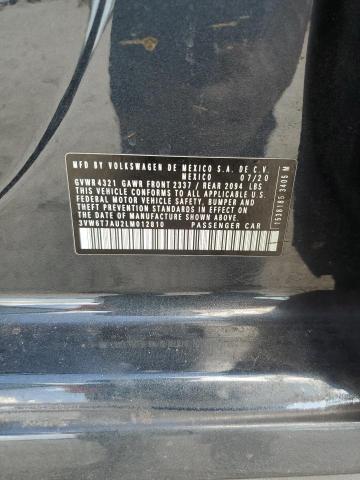 MFD BY VOLKSWAGEN DE MEXICO S.A. DE C.V.
MEXICO 07/20
GVWR 4321 GAWR FRONT 2337 / REAR 2094 LBS
THIS VEHICLE CONFORMS TO ALL APPLICABLE U.S.
FEDERAL MOTOR VEHICLE SAFETY, BUMPER, AND
THEFT PREVENTION STANDARDS IN EFFECT
ON THE DATE OF MANUFACTURE SHOWN ABOVE
3VW6T7AU2LM012810 PASSENGER CAR
1538185 3405 M